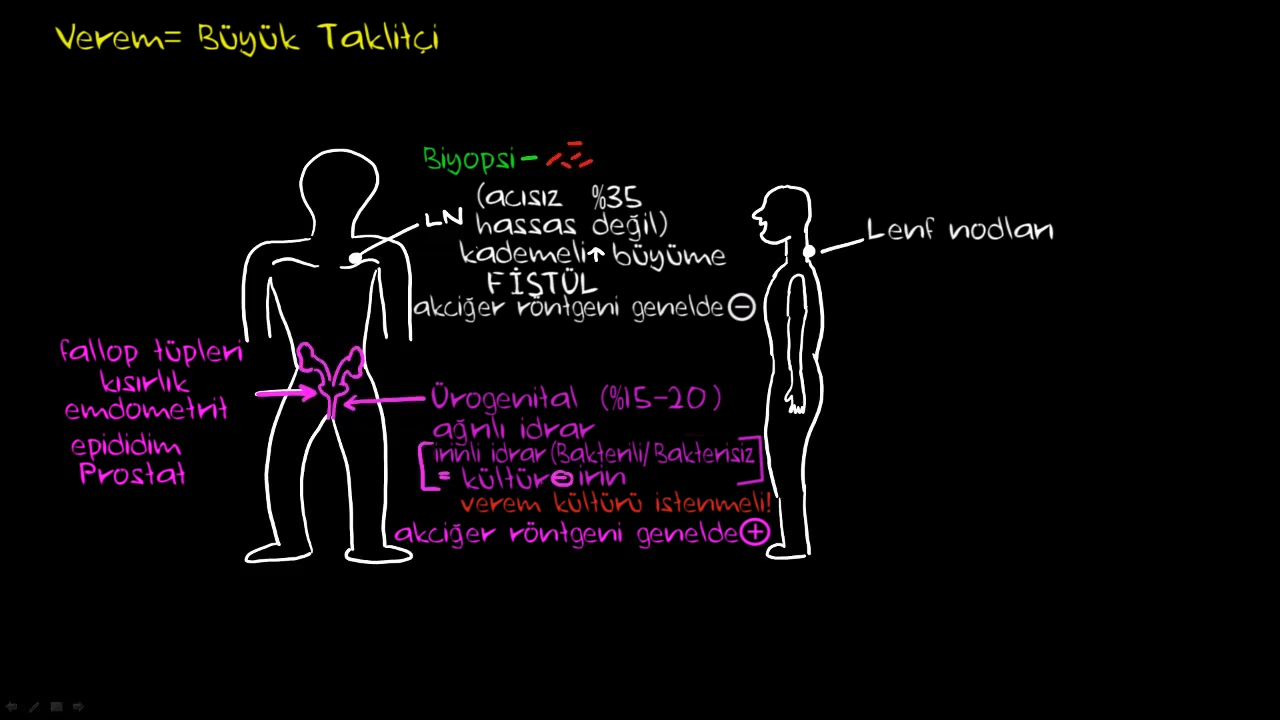 Verem= Büyük Taklitçi
Biyopsi-
(acısız %35
LN hassas değil)
kademeli↑ büyüme
FİSTÜL
akciğer röntgeni genelde ⊖
Lenf nodları
fallop tüpleri
kısırlık
emdometrit
epididim
Prostat
Ürogenital (%15-20)
ağrılı idrar
[irinli idrar (Bakterili/Bakterisiz
= kültür ⊖ irin]
verem kültürü istenmeli!
akciğer röntgeni genelde ⊕